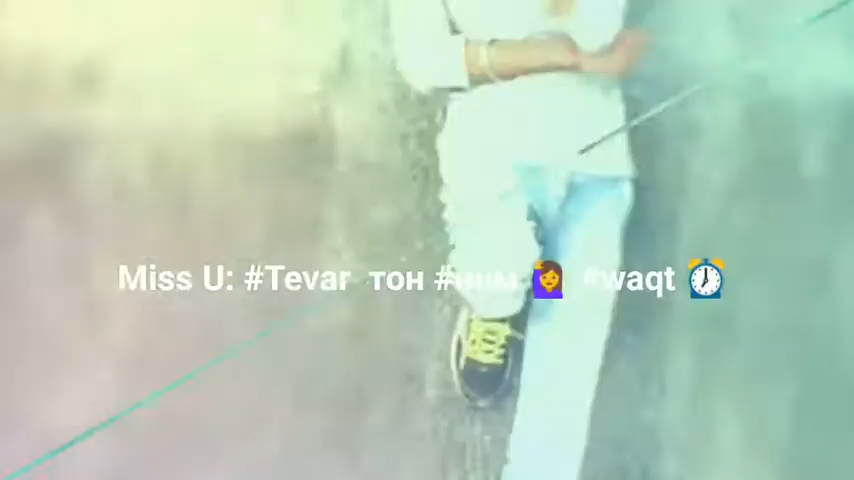 Miss U: #Tevar тон 🙋‍♀️ #waqt ⏰